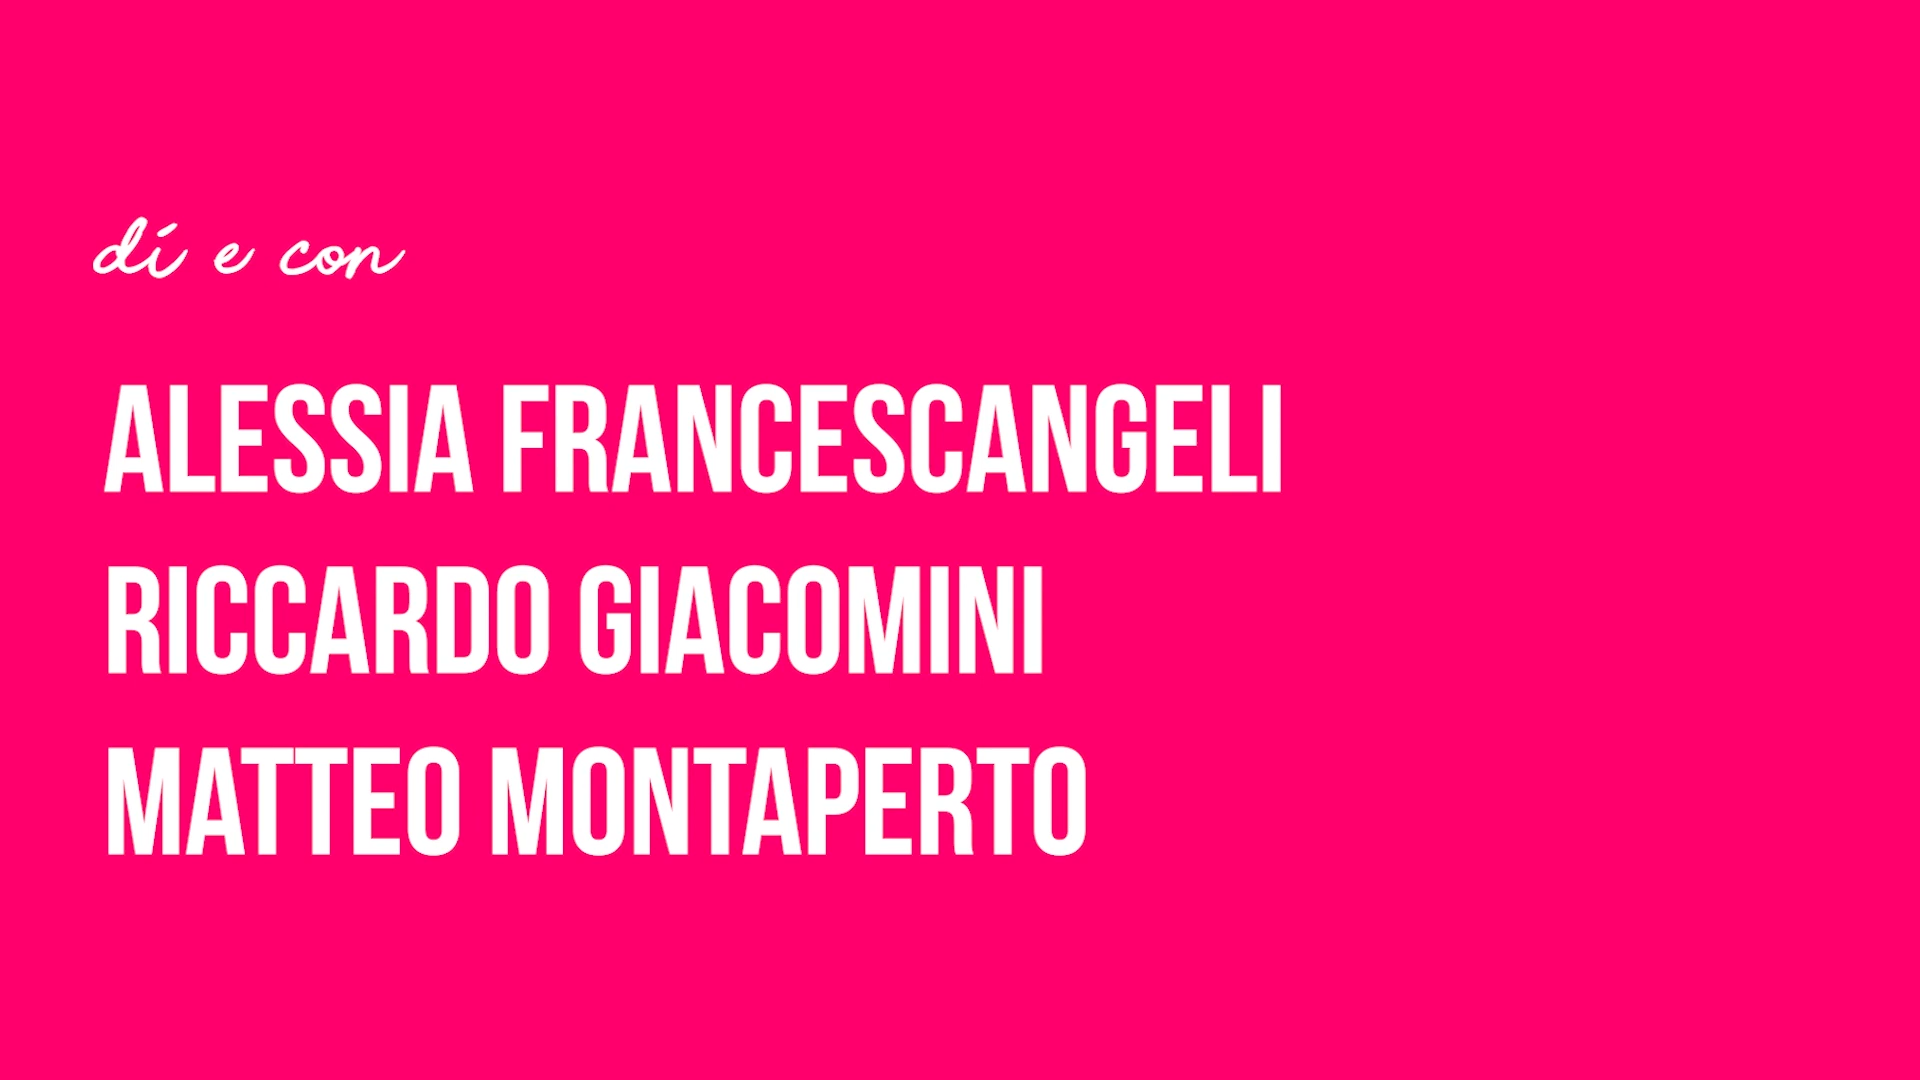 di e con
ALESSIA FRANCESCANGELI
RICCARDO GIACOMINI
MATTEO MONTAPERTO